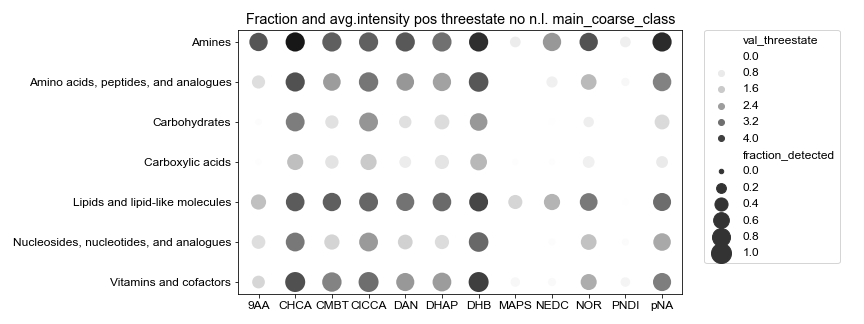 Fraction and avg.intensity pos threestate no n.l. main_coarse_class
Amines
Amino acids, peptides, and analogues
Carbohydrates
Carboxylic acids
Lipids and lipid-like molecules
Nucleosides, nucleotides, and analogues
Vitamins and cofactors
9AA CHCA CMBT ClCCA DAN DHAP DHB MAPS NEDC NOR PNDI pNA
val_threestate
0.0
0.8
1.6
2.4
3.2
4.0
fraction_detected
0.0
0.2
0.4
0.6
0.8
1.0